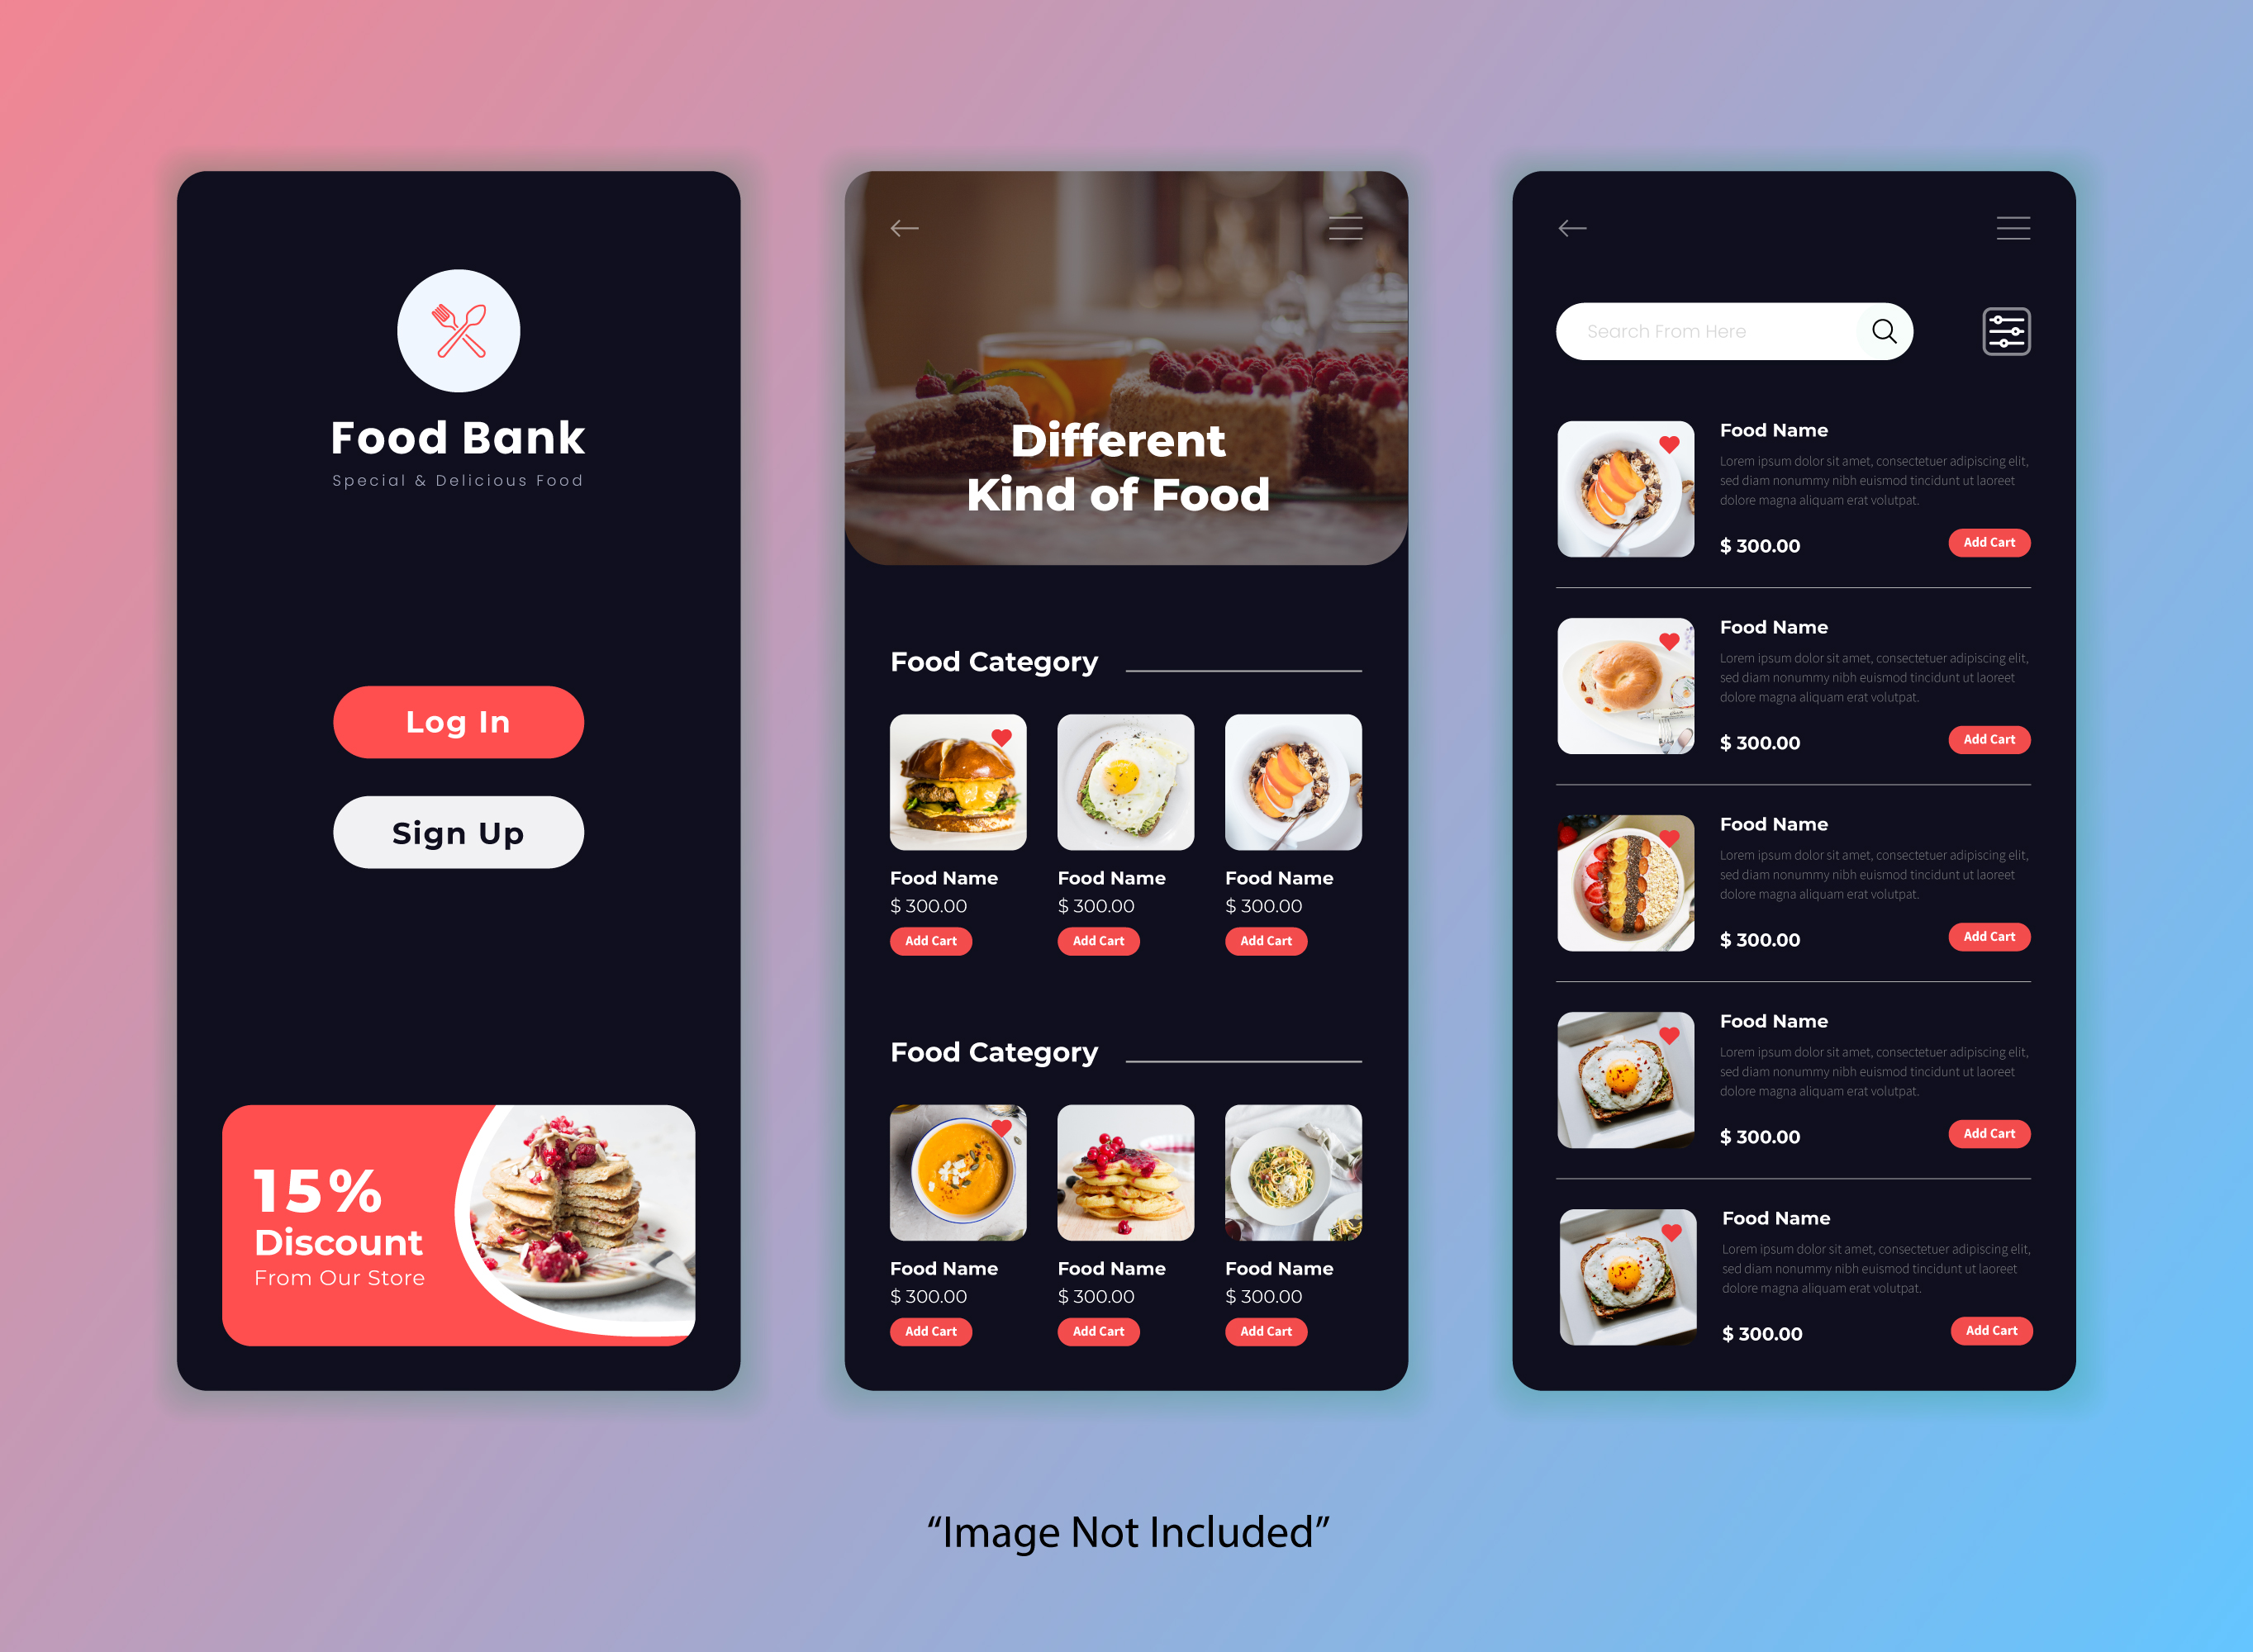 Food Bank
Special & Delicious Food
Log In
Sign Up
15%
Discount
From Our Store
Different
Kind of Food
Food Category
Food Name Food Name Food Name
$ 300.00 $ 300.00 $ 300.00
Add Cart Add Cart Add Cart
Food Category
Food Name Food Name Food Name
$ 300.00 $ 300.00 $ 300.00
Add Cart Add Cart Add Cart
Search From Here
Food Name
Lorem ipsum dolor sit amet, consectetuer adipiscing elit,
sed diam nonummy nibh euismod tincidunt ut laoreet
dolore magna aliquam erat volutpat.
$ 300.00 Add Cart
Food Name
Lorem ipsum dolor sit amet, consectetuer adipiscing elit,
sed diam nonummy nibh euismod tincidunt ut laoreet
dolore magna aliquam erat volutpat.
$ 300.00 Add Cart
Food Name
Lorem ipsum dolor sit amet, consectetuer adipiscing elit,
sed diam nonummy nibh euismod tincidunt ut laoreet
dolore magna aliquam erat volutpat.
$ 300.00 Add Cart
Food Name
Lorem ipsum dolor sit amet, consectetuer adipiscing elit,
sed diam nonummy nibh euismod tincidunt ut laoreet
dolore magna aliquam erat volutpat.
$ 300.00 Add Cart
Food Name
Lorem ipsum dolor sit amet, consectetuer adipiscing elit,
sed diam nonummy nibh euismod tincidunt ut laoreet
dolore magna aliquam erat volutpat.
$ 300.00 Add Cart
“Image Not Included”